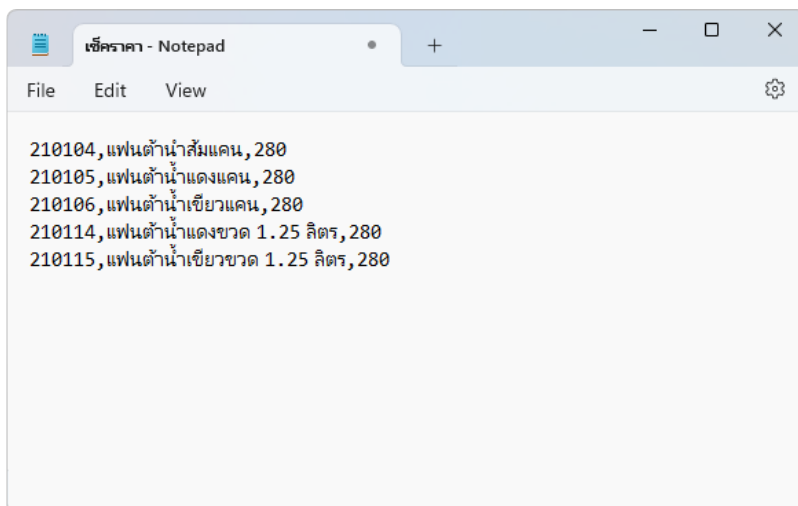 เช็คราคา - Notepad
File Edit View
210104,แฟนต้านำส้มแคน,280
210105,แฟนต้าน้ำแดงแคน,280
210106,แฟนต้าน้ำเขียวแคน,280
210114,แฟนต้าน้ำแดงขวด 1.25 ลิตร,280
210115,แฟนต้าน้ำเขียวขวด 1.25 ลิตร,280